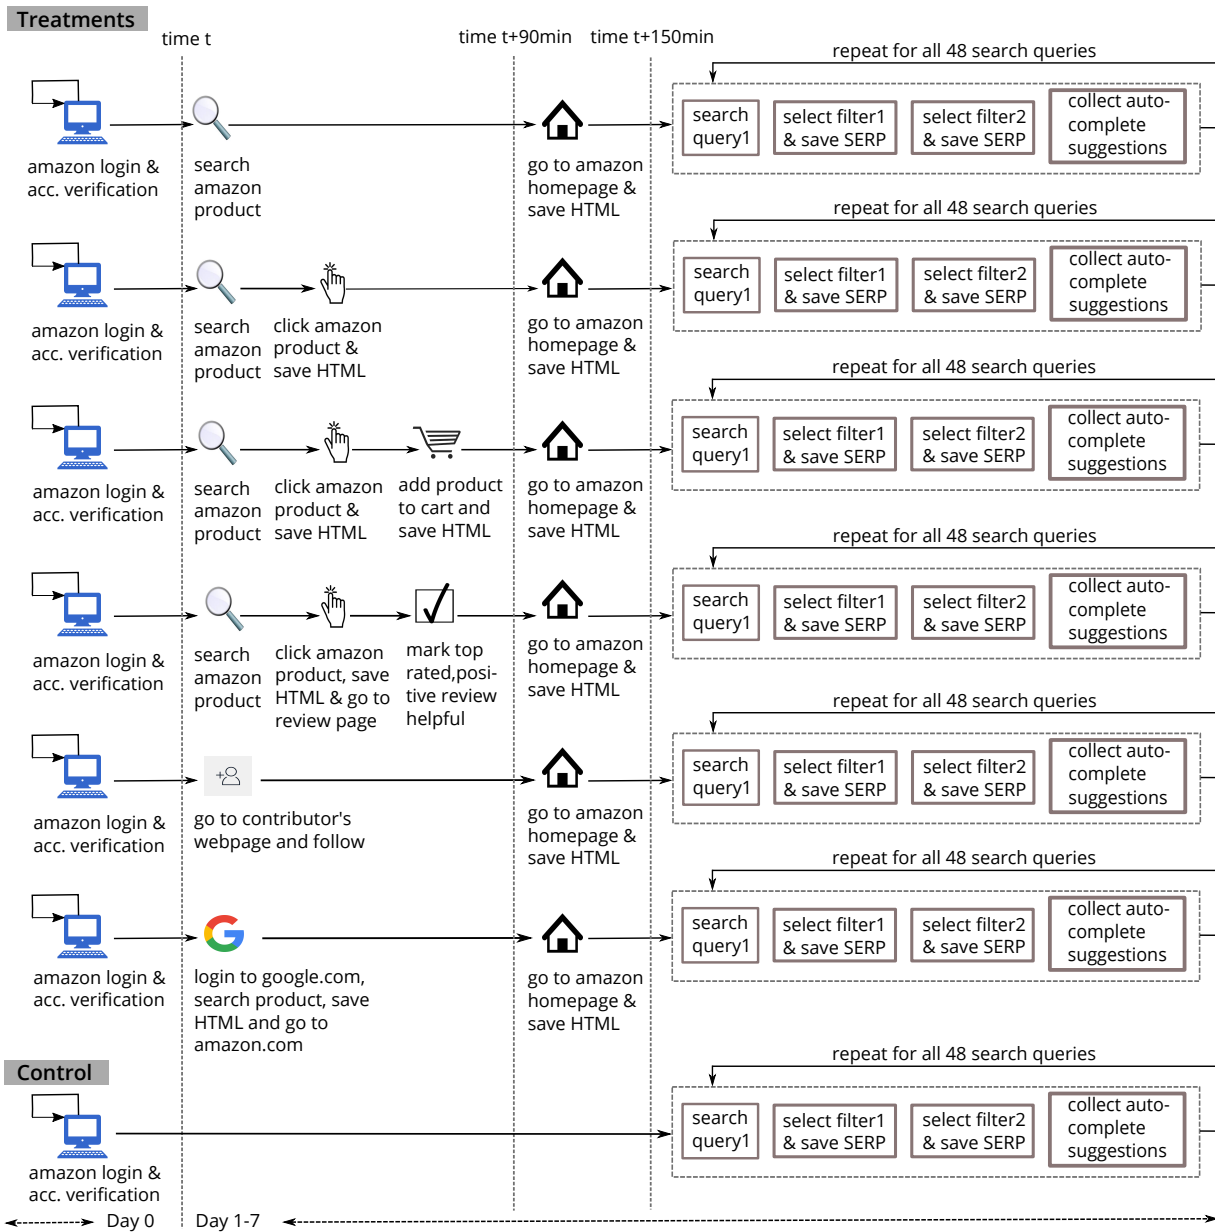 Treatments
time t
time t+90min
time t+150min
repeat for all 48 search queries
amazon login &
acc. verification
search
amazon
product
go to amazon
homepage &
save HTML
search
query1
select filter1
& save SERP
select filter2
& save SERP
collect auto-
complete
suggestions
repeat for all 48 search queries
amazon login &
acc. verification
search
amazon
product
click amazon
product &
save HTML
go to amazon
homepage &
save HTML
search
query1
select filter1
& save SERP
select filter2
& save SERP
collect auto-
complete
suggestions
repeat for all 48 search queries
amazon login &
acc. verification
search
amazon
product
click amazon
product &
save HTML
add product
to cart and
save HTML
go to amazon
homepage &
save HTML
search
query1
select filter1
& save SERP
select filter2
& save SERP
collect auto-
complete
suggestions
repeat for all 48 search queries
amazon login &
acc. verification
search
amazon
product
click amazon
product, save
HTML & go to
review page
mark top
rated,posi-
tive review
helpful
go to amazon
homepage &
save HTML
search
query1
select filter1
& save SERP
select filter2
& save SERP
collect auto-
complete
suggestions
repeat for all 48 search queries
amazon login &
acc. verification
go to contributor's
webpage and follow
go to amazon
homepage &
save HTML
search
query1
select filter1
& save SERP
select filter2
& save SERP
collect auto-
complete
suggestions
repeat for all 48 search queries
amazon login &
acc. verification
login to google.com,
search product, save
HTML and go to
amazon.com
go to amazon
homepage &
save HTML
search
query1
select filter1
& save SERP
select filter2
& save SERP
collect auto-
complete
suggestions
Control
repeat for all 48 search queries
amazon login &
acc. verification
search
query1
select filter1
& save SERP
select filter2
& save SERP
collect auto-
complete
suggestions
Day 0
Day 1-7